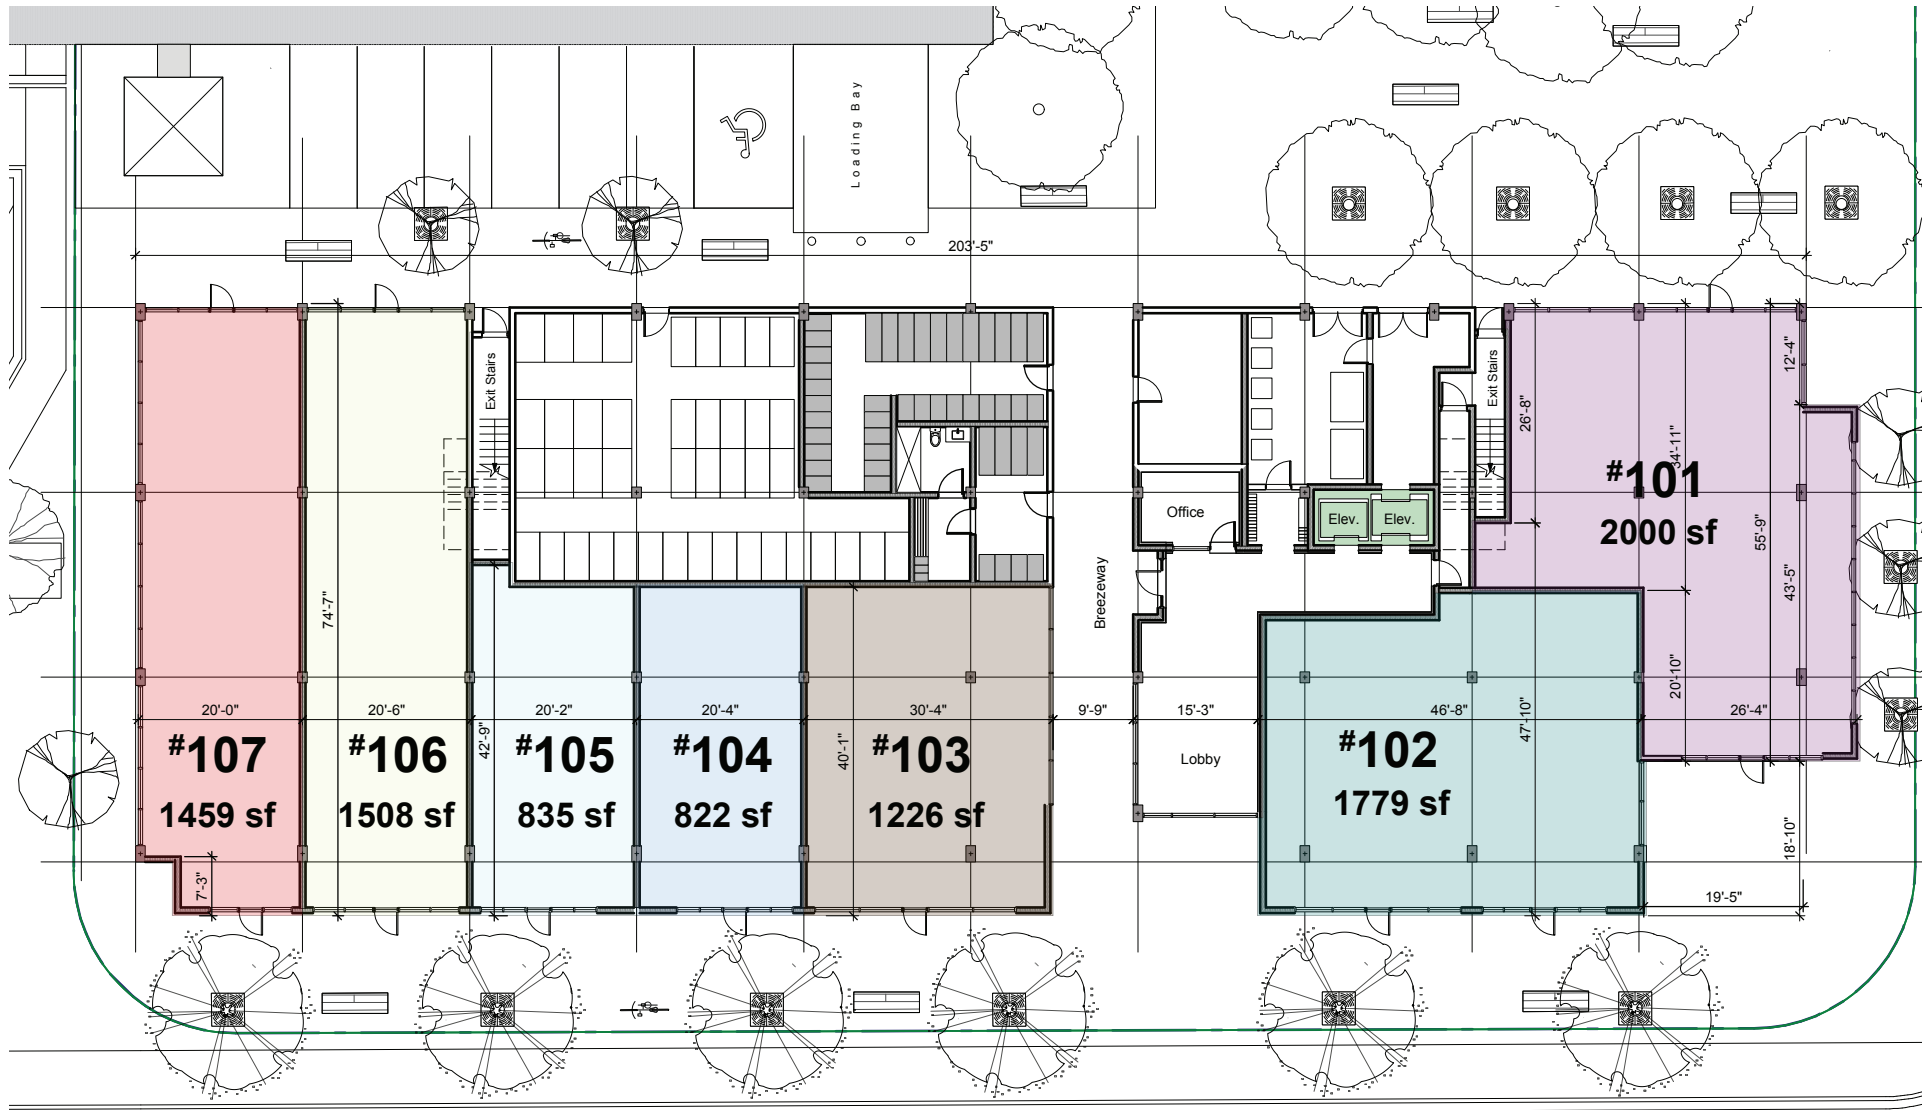 Loading Bay
203'-5"
Exit Stairs
Exit Stairs
12'-4"
26'-8"
34'-11"
#101
2000 sf
55'-9"
43'-5"
Office
Elev.
Elev.
Breezeway
74'-7"
20'-10"
20'-0"
20'-6"
20'-2"
20'-4"
30'-4"
9'-9"
15'-3"
46'-8"
26'-4"
42'-9"
40'-1"
47'-10"
#107
1459 sf
#106
1508 sf
#105
835 sf
#104
822 sf
#103
1226 sf
Lobby
#102
1779 sf
18'-10"
7'-3"
19'-5"